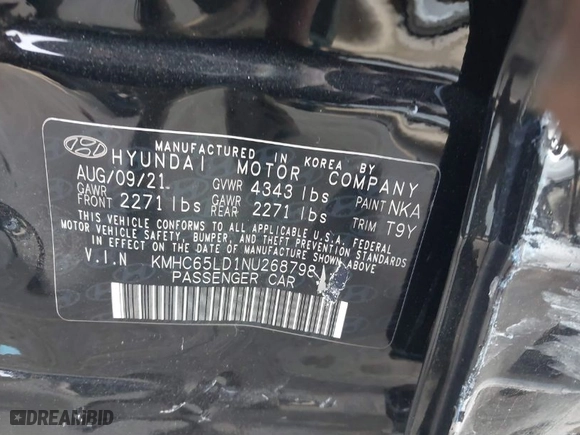 MANUFACTURED IN KOREA BY
HYUNDAI MOTOR COMPANY
AUG/09/21. GVWR 4343 lbs PAINT NKA
GAWR FRONT 2271 lbs GAWR REAR 2271 lbs TRIM T9Y
THIS VEHICLE CONFORMS TO ALL APPLICABLE U.S.A. FEDERAL
MOTOR VEHICLE SAFETY, BUMPER, AND THEFT PREVENTION STANDARDS
IN EFFECT ON THE DATE OF MANUFACTURE SHOWN ABOVE
V.I.N KMHC65LD1NU268798
PASSENGER CAR
DREAMBID